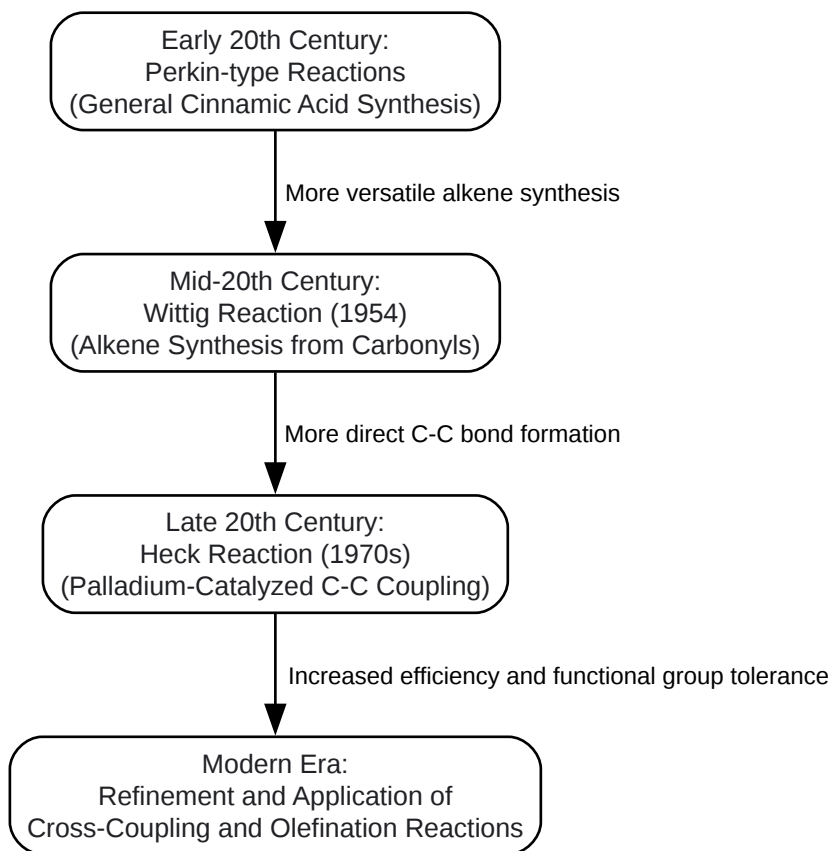 Early 20th Century:
Perkin-type Reactions
(General Cinnamic Acid Synthesis)
More versatile alkene synthesis
Mid-20th Century:
Wittig Reaction (1954)
(Alkene Synthesis from Carbonyls)
More direct C-C bond formation
Late 20th Century:
Heck Reaction (1970s)
(Palladium-Catalyzed C-C Coupling)
Increased efficiency and functional group tolerance
Modern Era:
Refinement and Application of
Cross-Coupling and Olefination Reactions